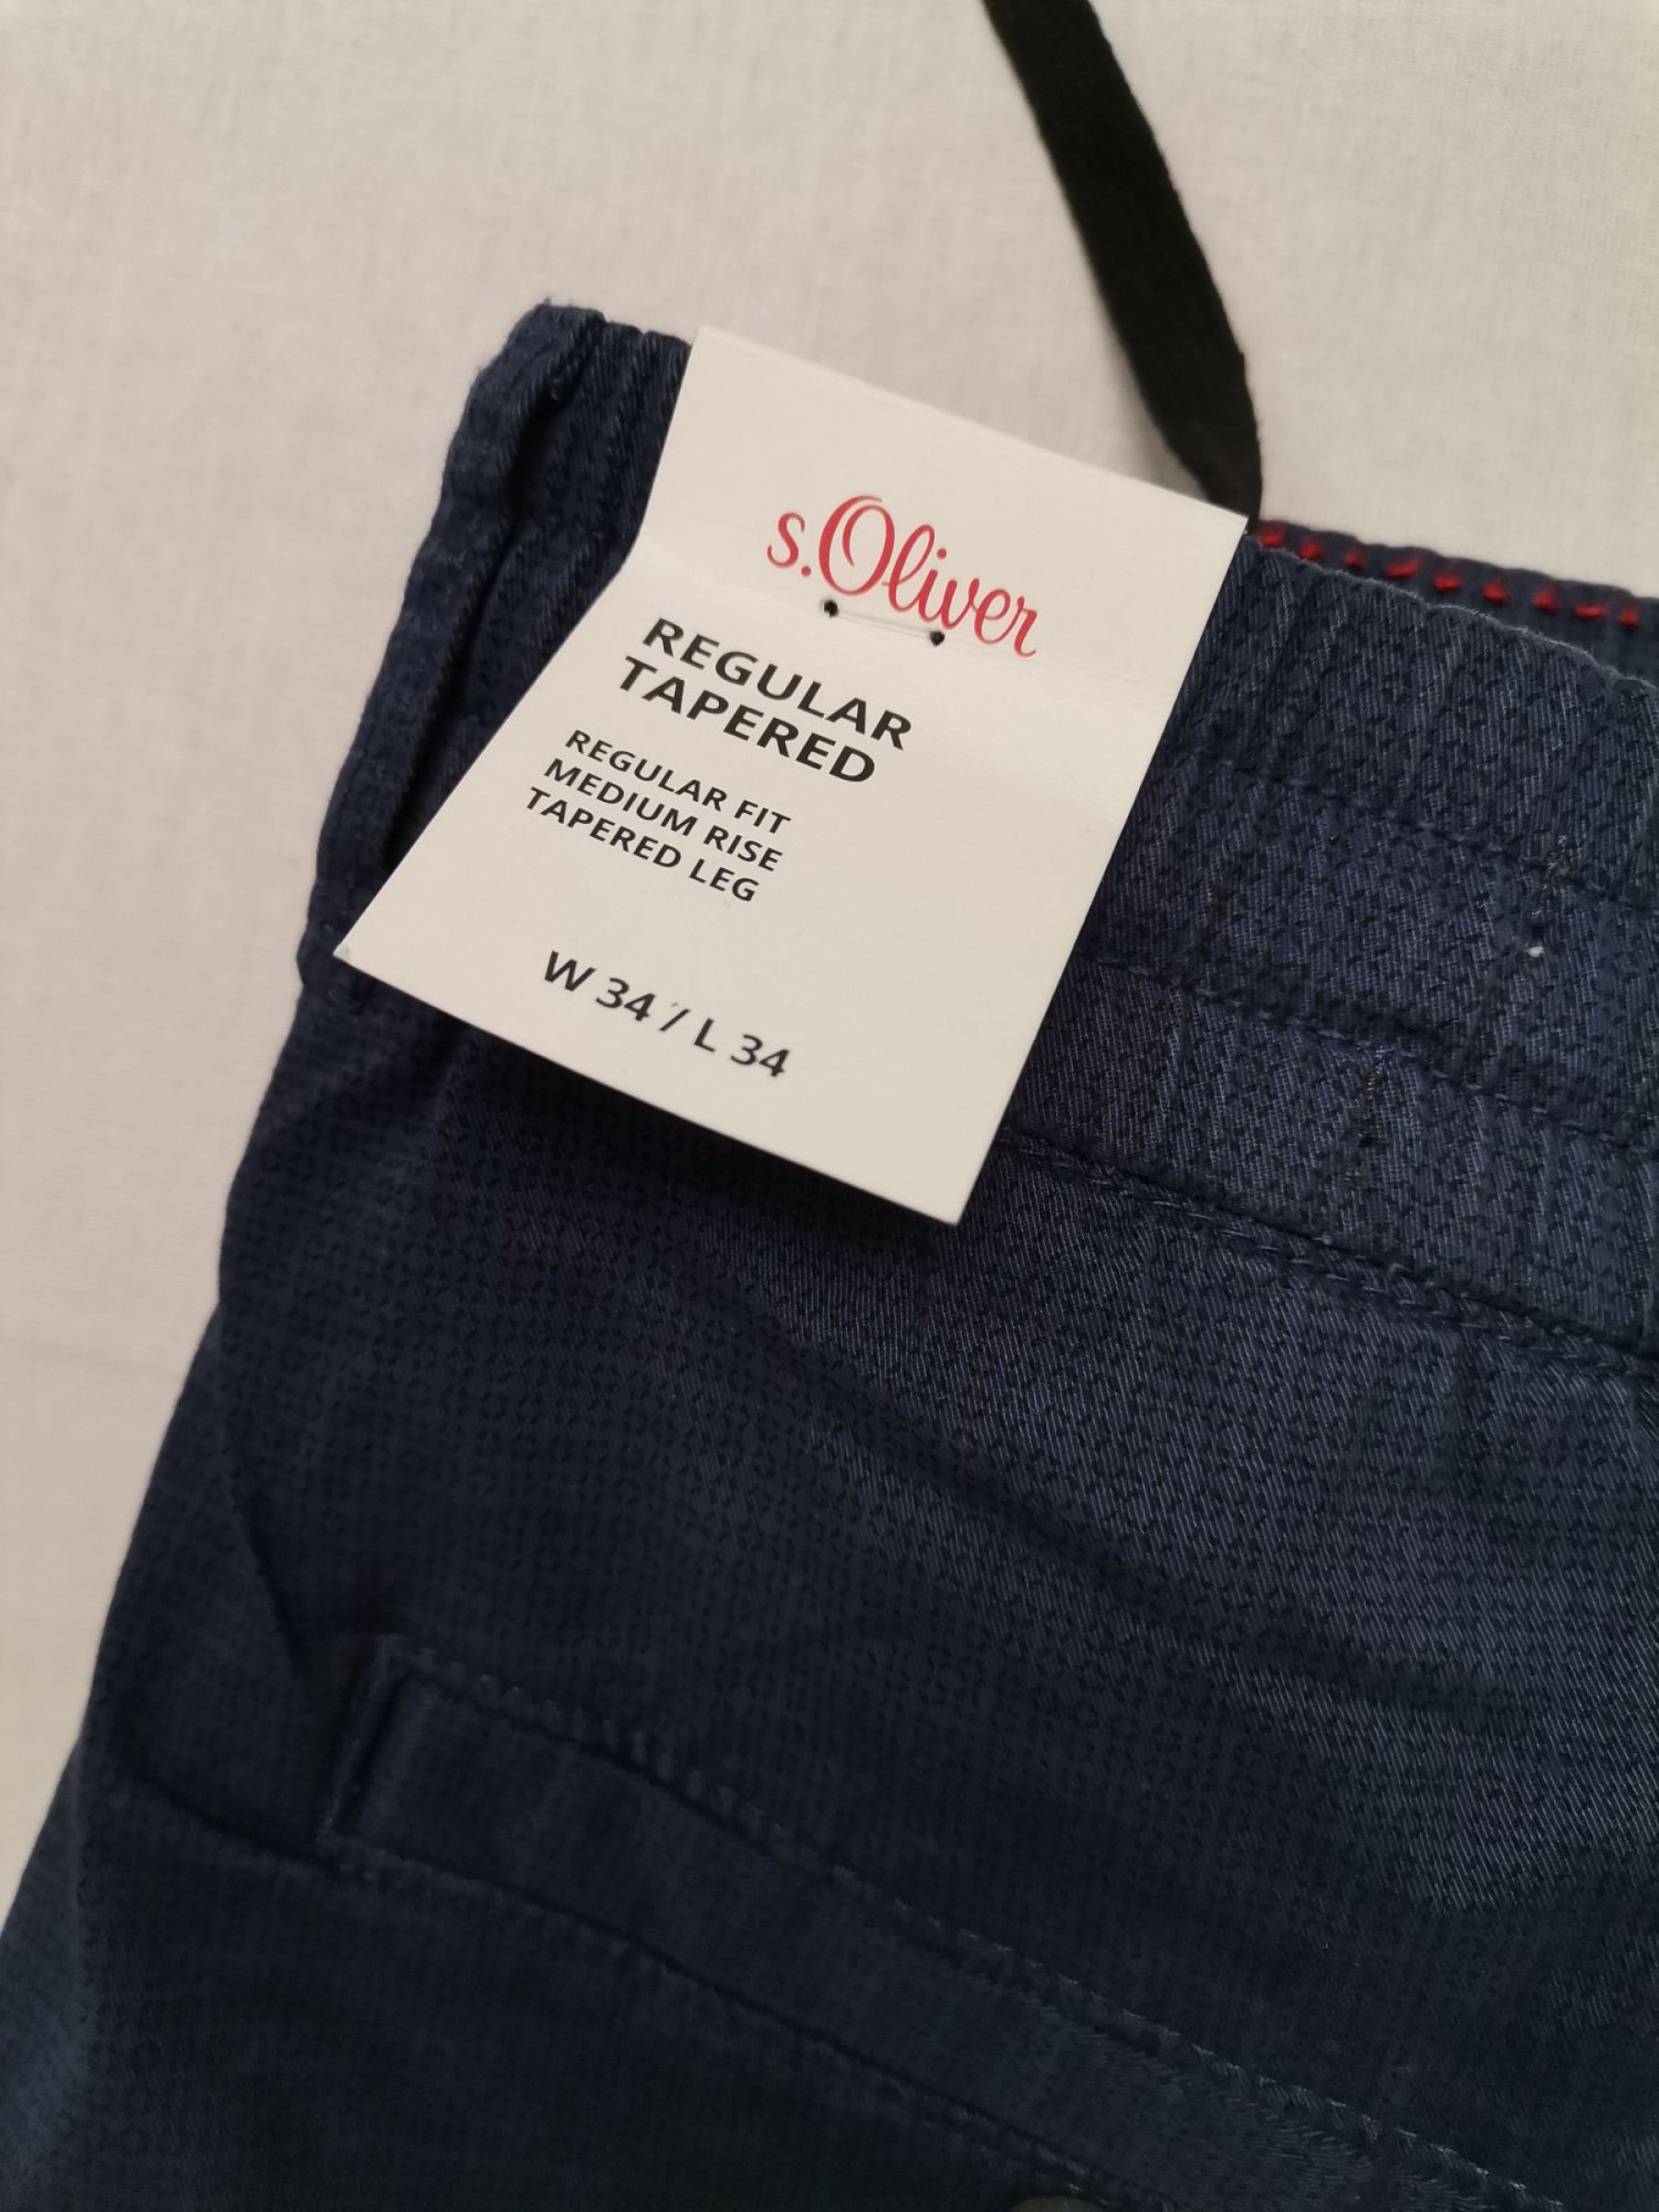 s.Oliver
REGULAR
TAPERED
REGULAR FIT
MEDIUM RISE
TAPERED LEG
W 34 / L 34